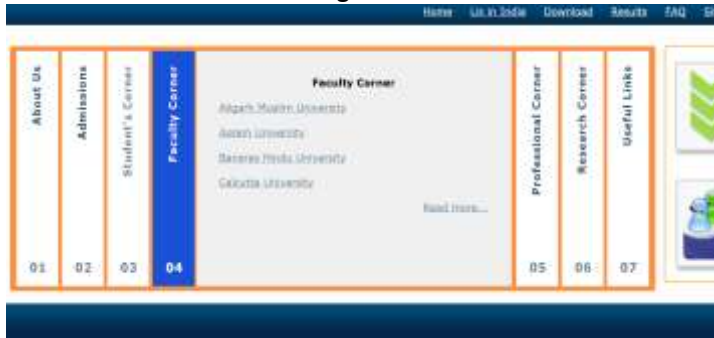 Home Lis in India Download Results FAQ
About Us
01
Admissions
02
Student's Corner
03
Faculty Corner
04
Faculty Corner
Aligarh Muslim University
Assam University
Banaras Hindu University
Calcutta University
Read more...
Professional Corner
05
Research Corner
06
Useful Links
07